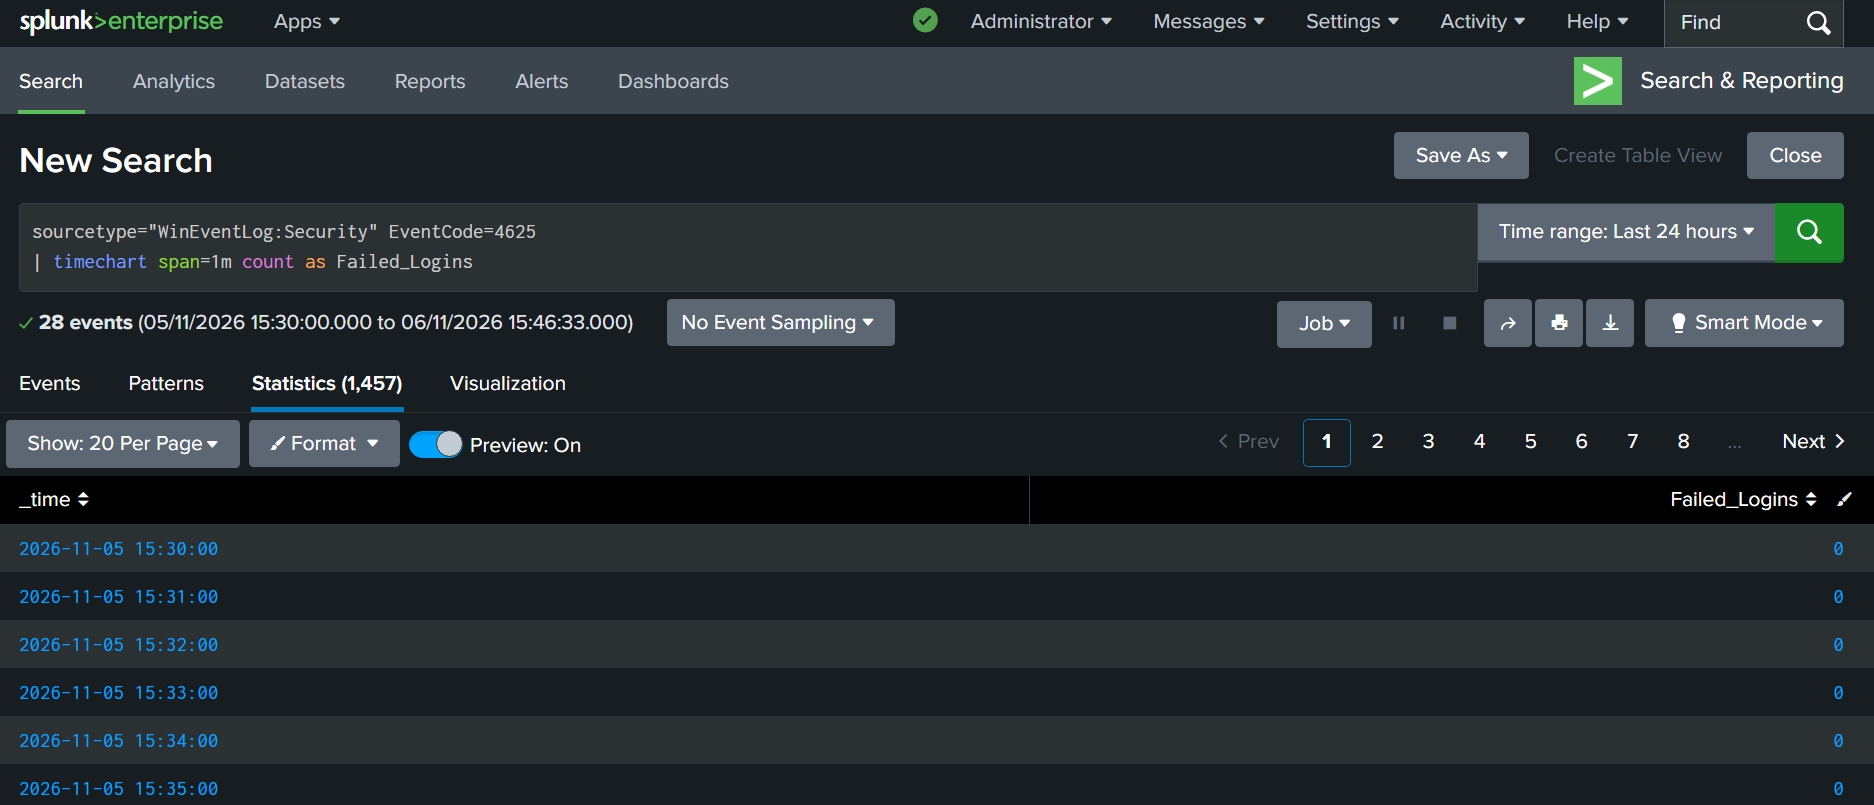 splunk>enterprise Apps Administrator Messages Settings Activity Help Find
Search Analytics Datasets Reports Alerts Dashboards Search & Reporting
New Search Save As Create Table View Close
sourcetype="WinEventLog:Security" EventCode=4625
| timechart span=1m count as Failed_Logins
Time range: Last 24 hours
28 events (05/11/2026 15:30:00.000 to 06/11/2026 15:46:33.000) No Event Sampling Job Smart Mode
Events Patterns Statistics (1,457) Visualization
Show: 20 Per Page Format Preview: On Prev 1 2 3 4 5 6 7 8 ... Next
_time Failed_Logins
2026-11-05 15:30:00 0
2026-11-05 15:31:00 0
2026-11-05 15:32:00 0
2026-11-05 15:33:00 0
2026-11-05 15:34:00 0
2026-11-05 15:35:00 0